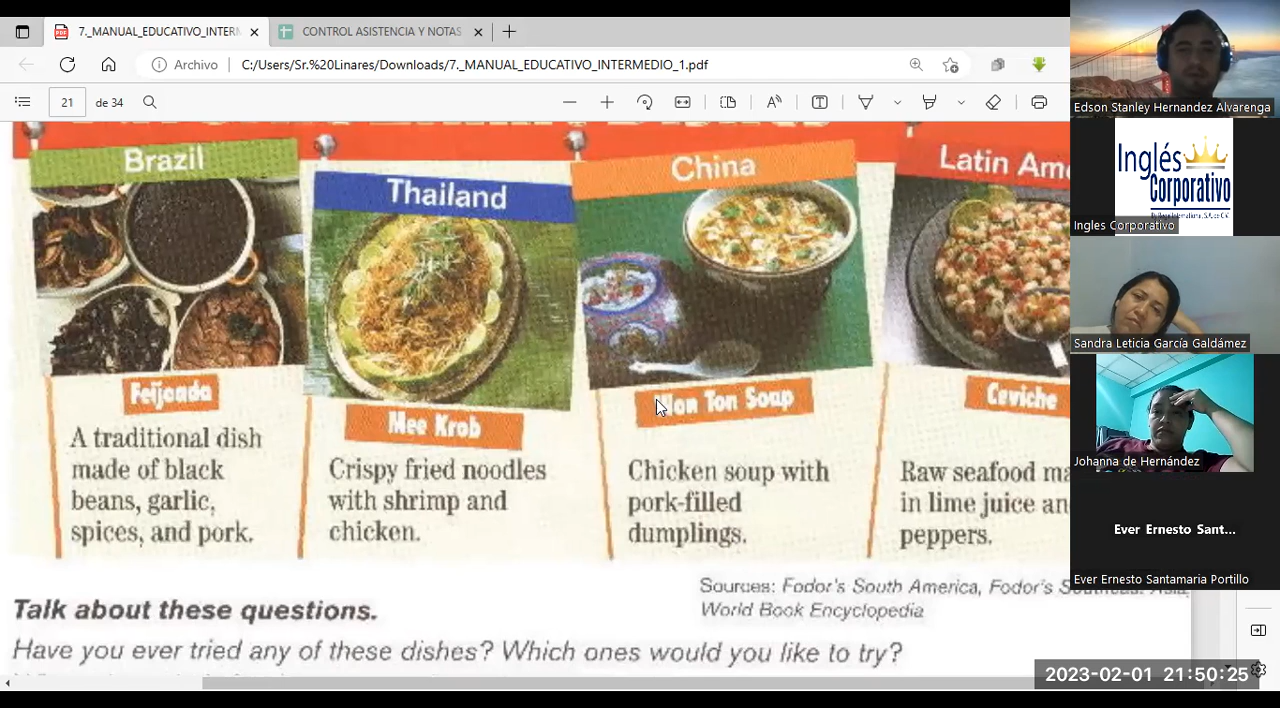 7._MANUAL_EDUCATIVO_INTERM
CONTROL ASISTENCIA Y NOTAS
Archivo
C:/Users/Sr.%20Linares/Downloads/7._MANUAL_EDUCATIVO_INTERMEDIO_1.pdf
21
de 34
Brazil
Thailand
China
Latin Ame
Feijoada
Mee Krob
Won Ton Soup
Ceviche
A traditional dish
made of black
beans, garlic,
spices, and pork.
Crispy fried noodles
with shrimp and
chicken.
Chicken soup with
pork-filled
dumplings.
Raw seafood ma
in lime juice an
peppers.
Sources: Fodor's South America, Fodor's Southeast Asia,
World Book Encyclopedia
Talk about these questions.
Have you ever tried any of these dishes? Which ones would you like to try?
Edson Stanley Hernandez Alvarenga
Inglés
Corporativo
Ingles Corporativo
Sandra Leticia García Galdámez
Johanna de Hernández
Ever Ernesto Sant...
Ever Ernesto Santamaria Portillo
2023-02-01 21:50:25